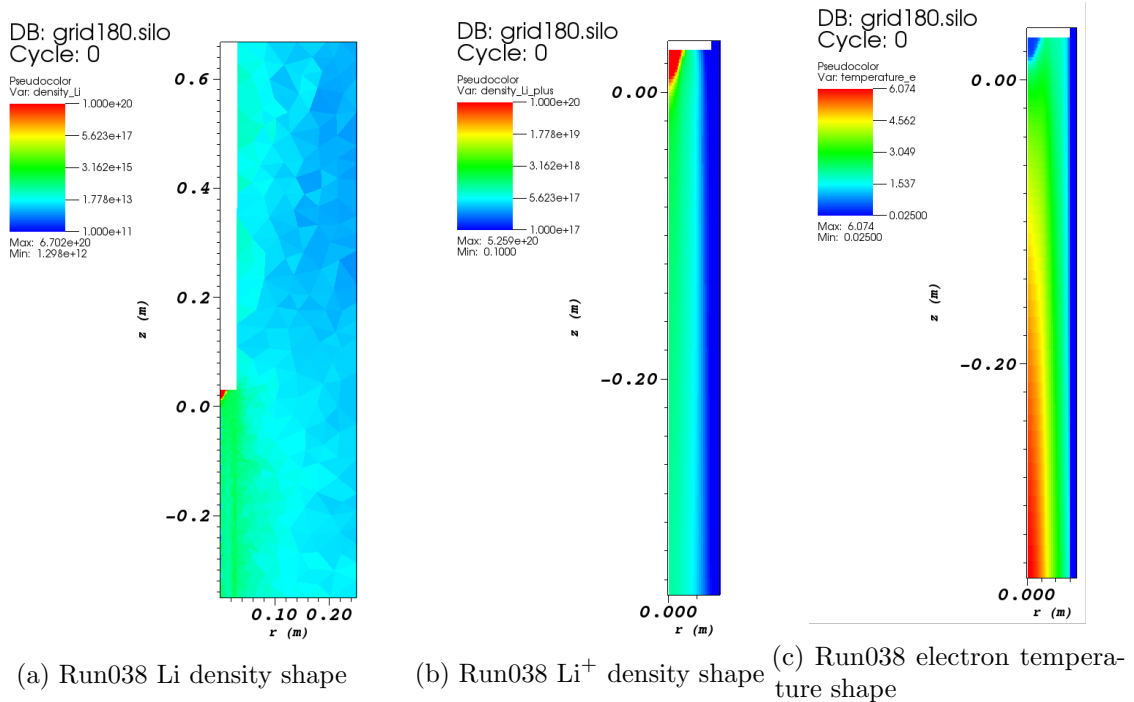 DB: grid180.silo
Cycle: 0
Pseudocolor
Var: density_Li
1.000e+20
5.623e+17
3.162e+15
1.778e+13
1.000e+11
Max: 6.702e+20
Min: 1.298e+12
0.6
0.4
0.2
0.0
-0.2
z (m)
0.10 0.20
r (m)
(a) Run038 Li density shape
DB: grid180.silo
Cycle: 0
Pseudocolor
Var: density_Li_plus
1.000e+20
1.778e+19
3.162e+18
5.623e+17
1.000e+17
Max: 5.259e+20
Min: 0.1000
0.00
-0.20
z (m)
0.000
r (m)
(b) Run038 Li⁺ density shape
DB: grid180.silo
Cycle: 0
Pseudocolor
Var: temperature_e
6.074
4.562
3.049
1.537
0.02500
Max: 6.074
Min: 0.02500
0.00
-0.20
z (m)
0.000
r (m)
(c) Run038 electron tempera-
ture shape